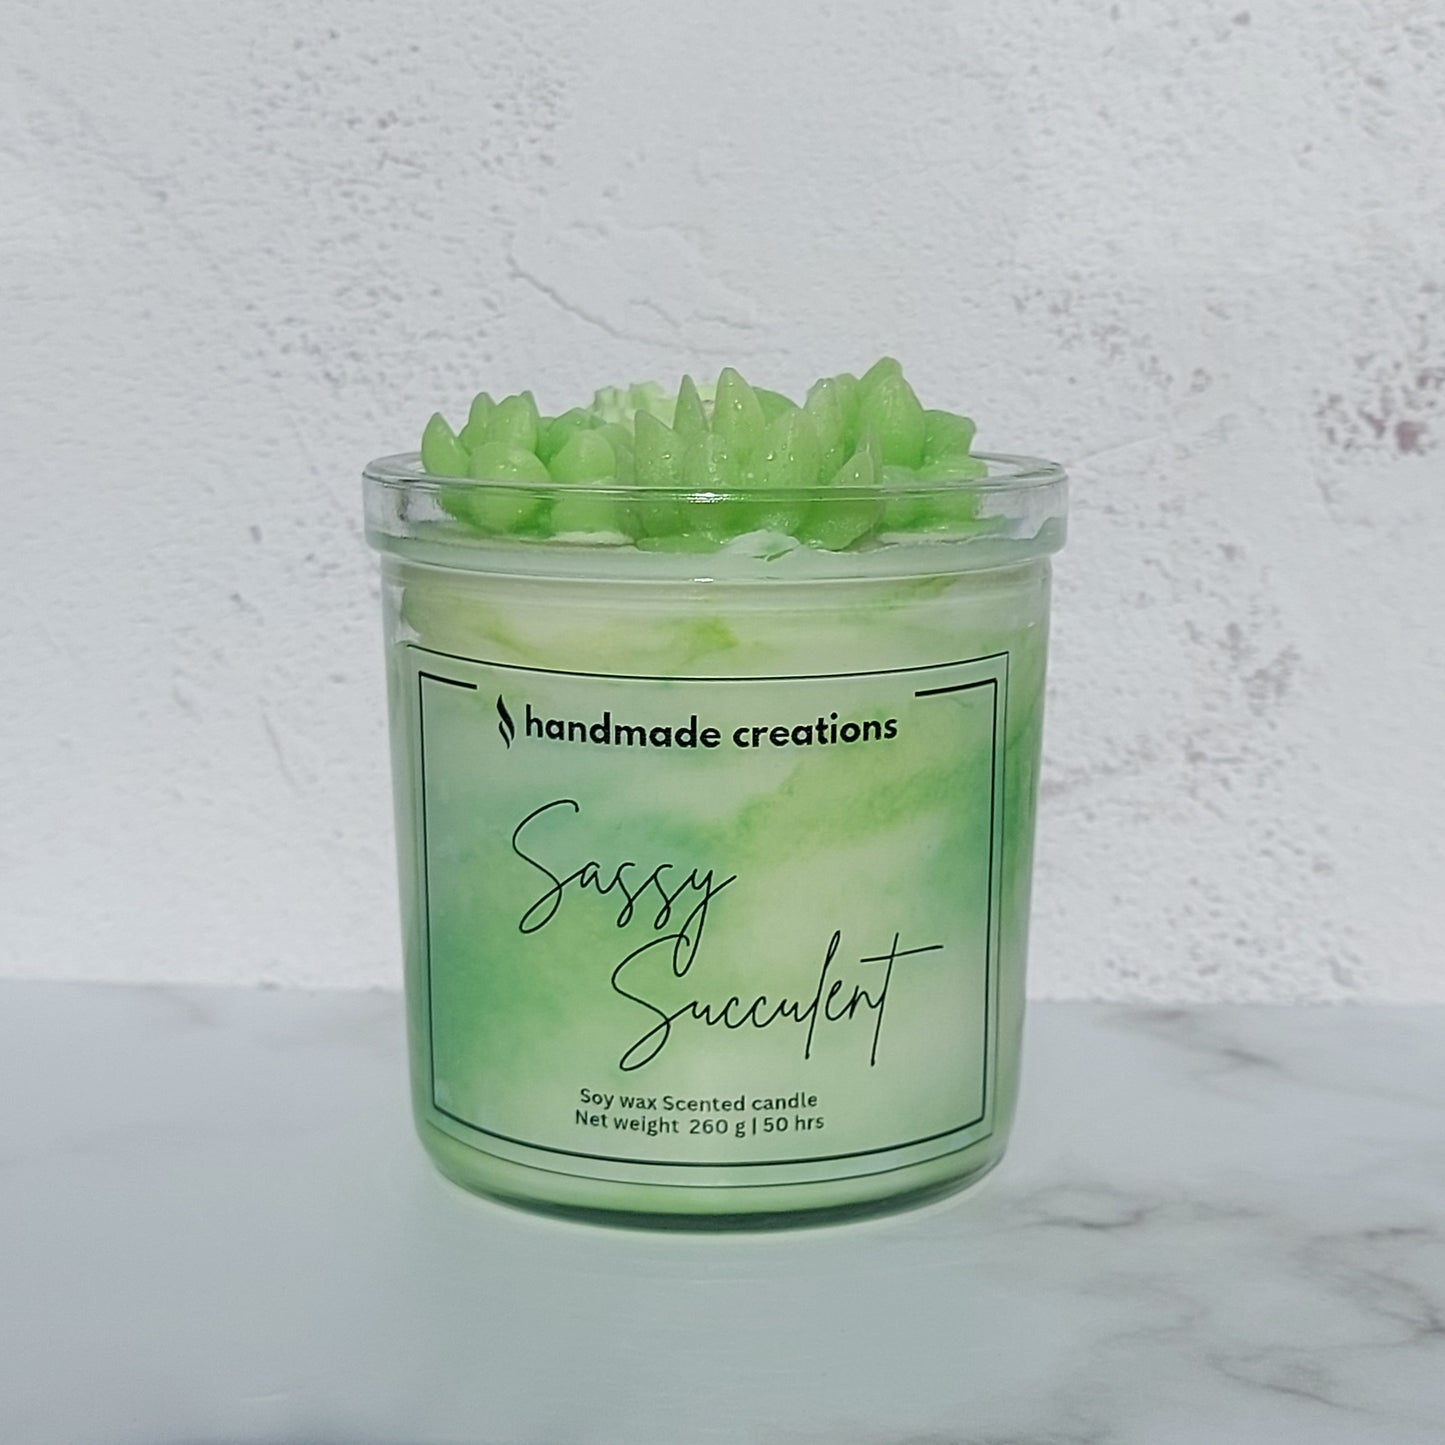 handmade creations
Sassy
Succulent
Soy wax Scented candle
Net weight 260 g | 50 hrs